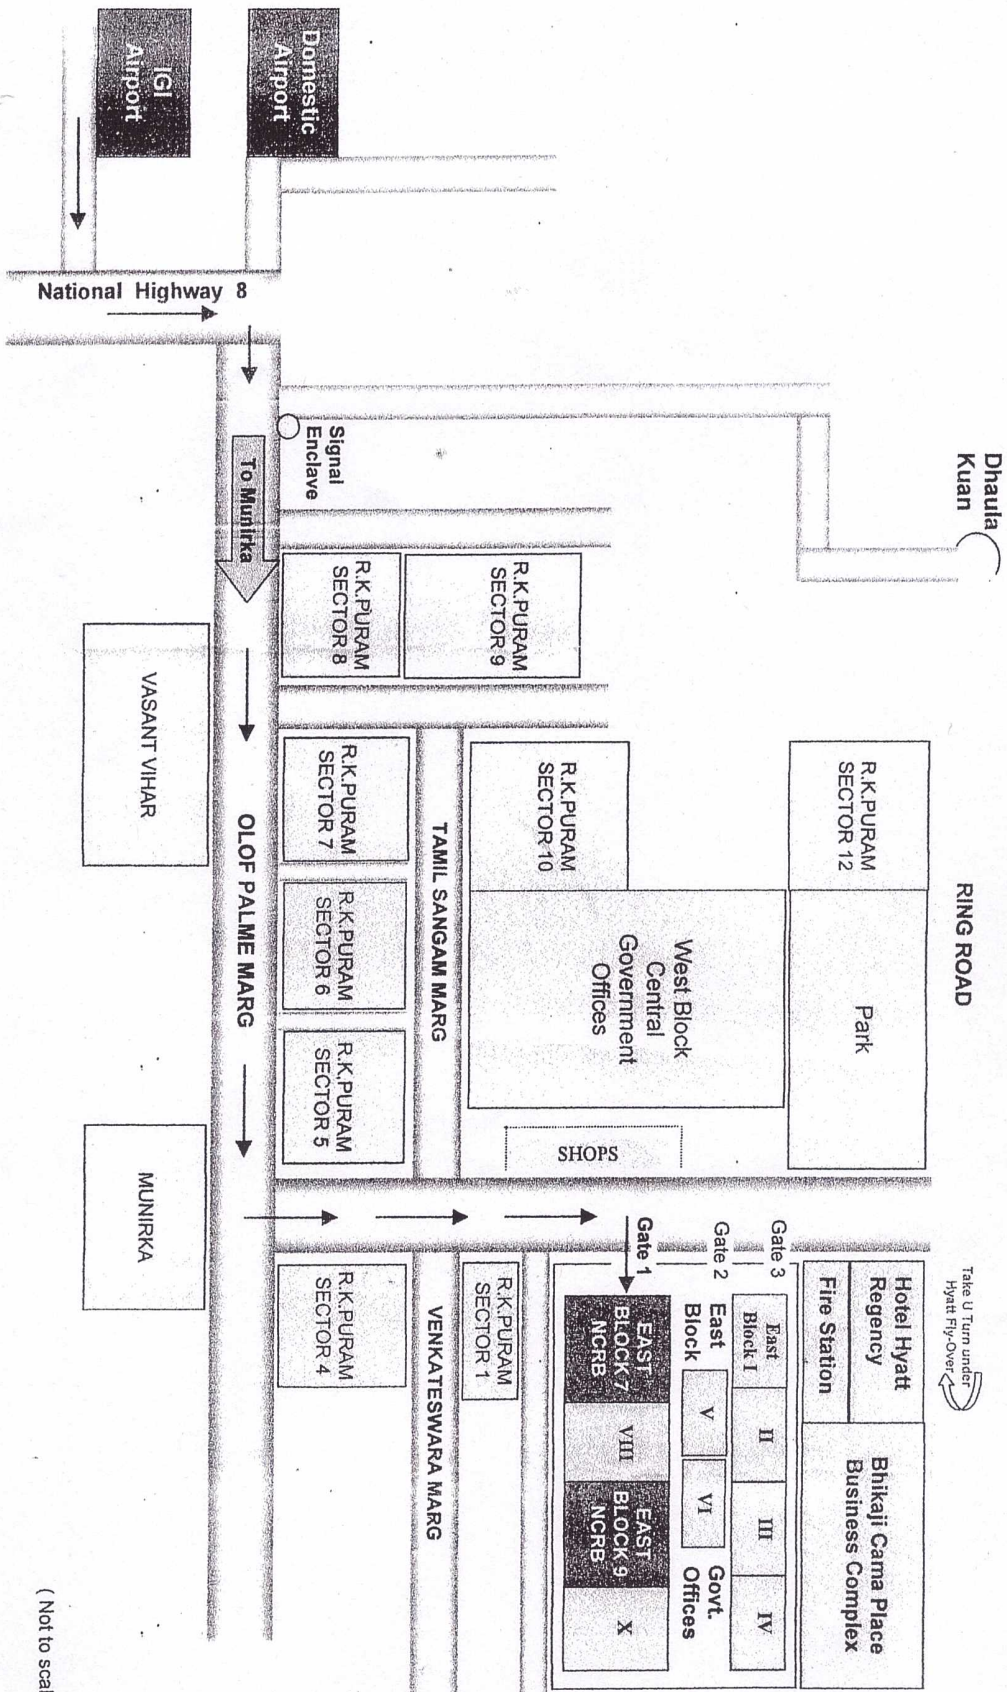 Dhaula
Kuan
RING ROAD
Take U Turn under
Hyatt Fly-Over
Hotel Hyatt
Regency
Bhikaji Cama Place
Business Complex
Fire Station
R.K.PURAM
SECTOR 12
Park
Gate 3
Gate 2
Gate 1
East
Block I
II
III
IV
East
Block
V
VI
Govt.
Offices
EAST
BLOCK 7
NCRB
VIII
EAST
BLOCK 9
NCRB
X
R.K.PURAM
SECTOR 10
West Block
Central
Government
Offices
SHOPS
R.K.PURAM
SECTOR 9
R.K.PURAM
SECTOR 8
TAMIL SANGAM MARG
R.K.PURAM
SECTOR 1
VENKATESWARA MARG
Domestic
Airport
Signal
Enclave
R.K.PURAM
SECTOR 7
R.K.PURAM
SECTOR 6
R.K.PURAM
SECTOR 5
R.K.PURAM
SECTOR 4
To Munirka
OLOF PALME MARG
IGI
Airport
National Highway 8
VASANT VIHAR
MUNIRKA
( Not to scal